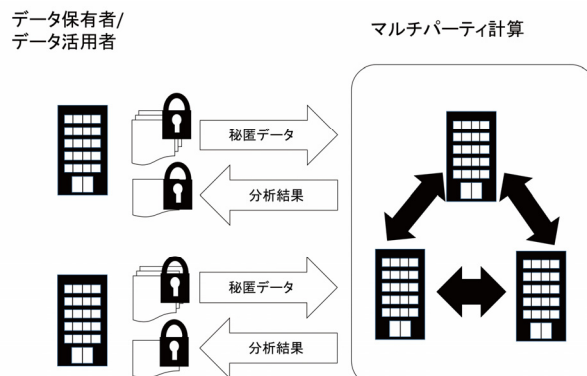 データ保有者/
データ活用者
マルチパーティ計算
秘匿データ
分析結果
秘匿データ
分析結果